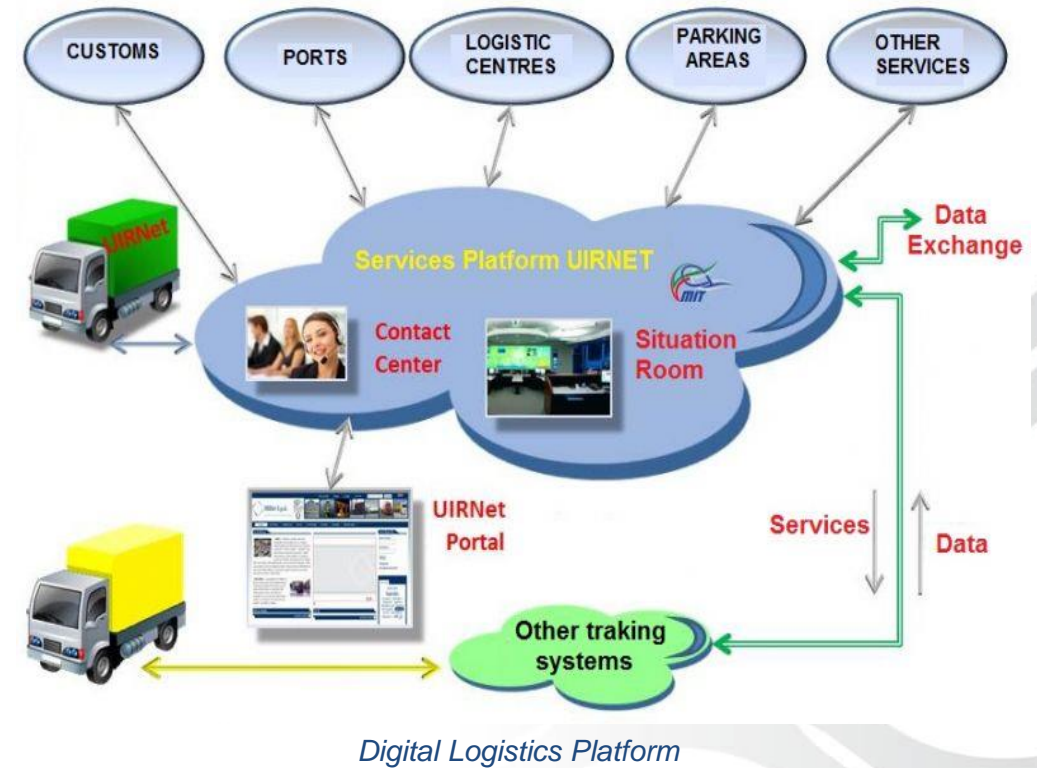 CUSTOMS
PORTS
LOGISTIC
CENTRES
PARKING
AREAS
OTHER
SERVICES
UIRNet
Data
Exchange
Services Platform UIRNET
MIT
Contact
Center
Situation
Room
UIRNet
Portal
Services
Data
Other traking
systems
Digital Logistics Platform